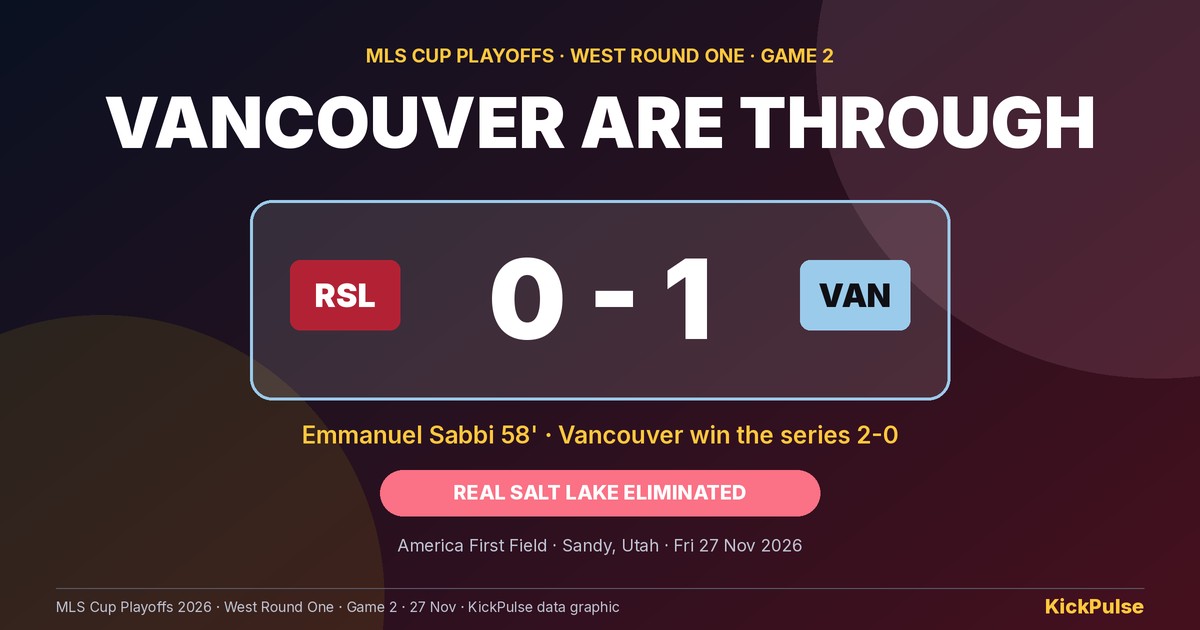 MLS CUP PLAYOFFS · WEST ROUND ONE · GAME 2
VANCOUVER ARE THROUGH
RSL 0 - 1 VAN
Emmanuel Sabbi 58' · Vancouver win the series 2-0
REAL SALT LAKE ELIMINATED
America First Field · Sandy, Utah · Fri 27 Nov 2026
MLS Cup Playoffs 2026 · West Round One · Game 2 · 27 Nov · KickPulse data graphic
KickPulse